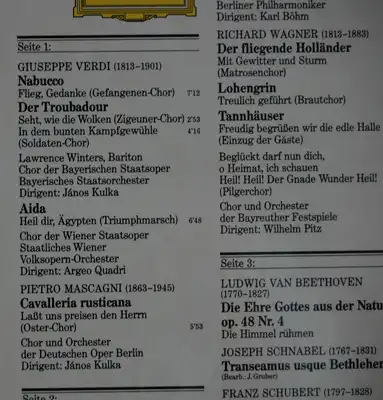 Seite 1:
GIUSEPPE VERDI (1813–1901)
Nabucco
Flieg, Gedanke (Gefangenen-Chor) 7'12
Der Troubadour
Seht, wie die Wolken (Zigeuner-Chor) 2'53
In dem bunten Kampfgewühle 4'16
(Soldaten-Chor)
Lawrence Winters, Bariton
Chor der Bayerischen Staatsoper
Bayerisches Staatsorchester
Dirigent: János Kulka
Aida
Heil dir, Ägypten (Triumphmarsch) 6'48
Chor der Wiener Staatsoper
Staatliches Wiener
Volksopern-Orchester
Dirigent: Argeo Quadri
PIETRO MASCAGNI (1863–1945)
Cavalleria rusticana
Laßt uns preisen den Herrn
(Oster-Chor) 5'53
Chor und Orchester
der Deutschen Oper Berlin
Dirigent: János Kulka
Seite 2:
Berliner Philharmoniker
Dirigent: Karl Böhm
RICHARD WAGNER (1813–1883)
Der fliegende Holländer
Mit Gewitter und Sturm
(Matrosenchor)
Lohengrin
Treulich geführt (Brautchor)
Tannhäuser
Freudig begrüßen wir die edle Halle
(Einzug der Gäste)
Beglückt darf nun dich,
o Heimat, ich schauen
Heil! Heil! Der Gnade Wunder Heil!
(Pilgerchor)
Chor und Orchester
der Bayreuther Festspiele
Dirigent: Wilhelm Pitz
Seite 3:
LUDWIG VAN BEETHOVEN
(1770–1827)
Die Ehre Gottes aus der Natu
op. 48 Nr. 4
Die Himmel rühmen
JOSEPH SCHNABEL (1767–1831)
Transeamus usque Bethlehem
(Bearb.: J. Gruber)
FRANZ SCHUBERT (1797–1828)